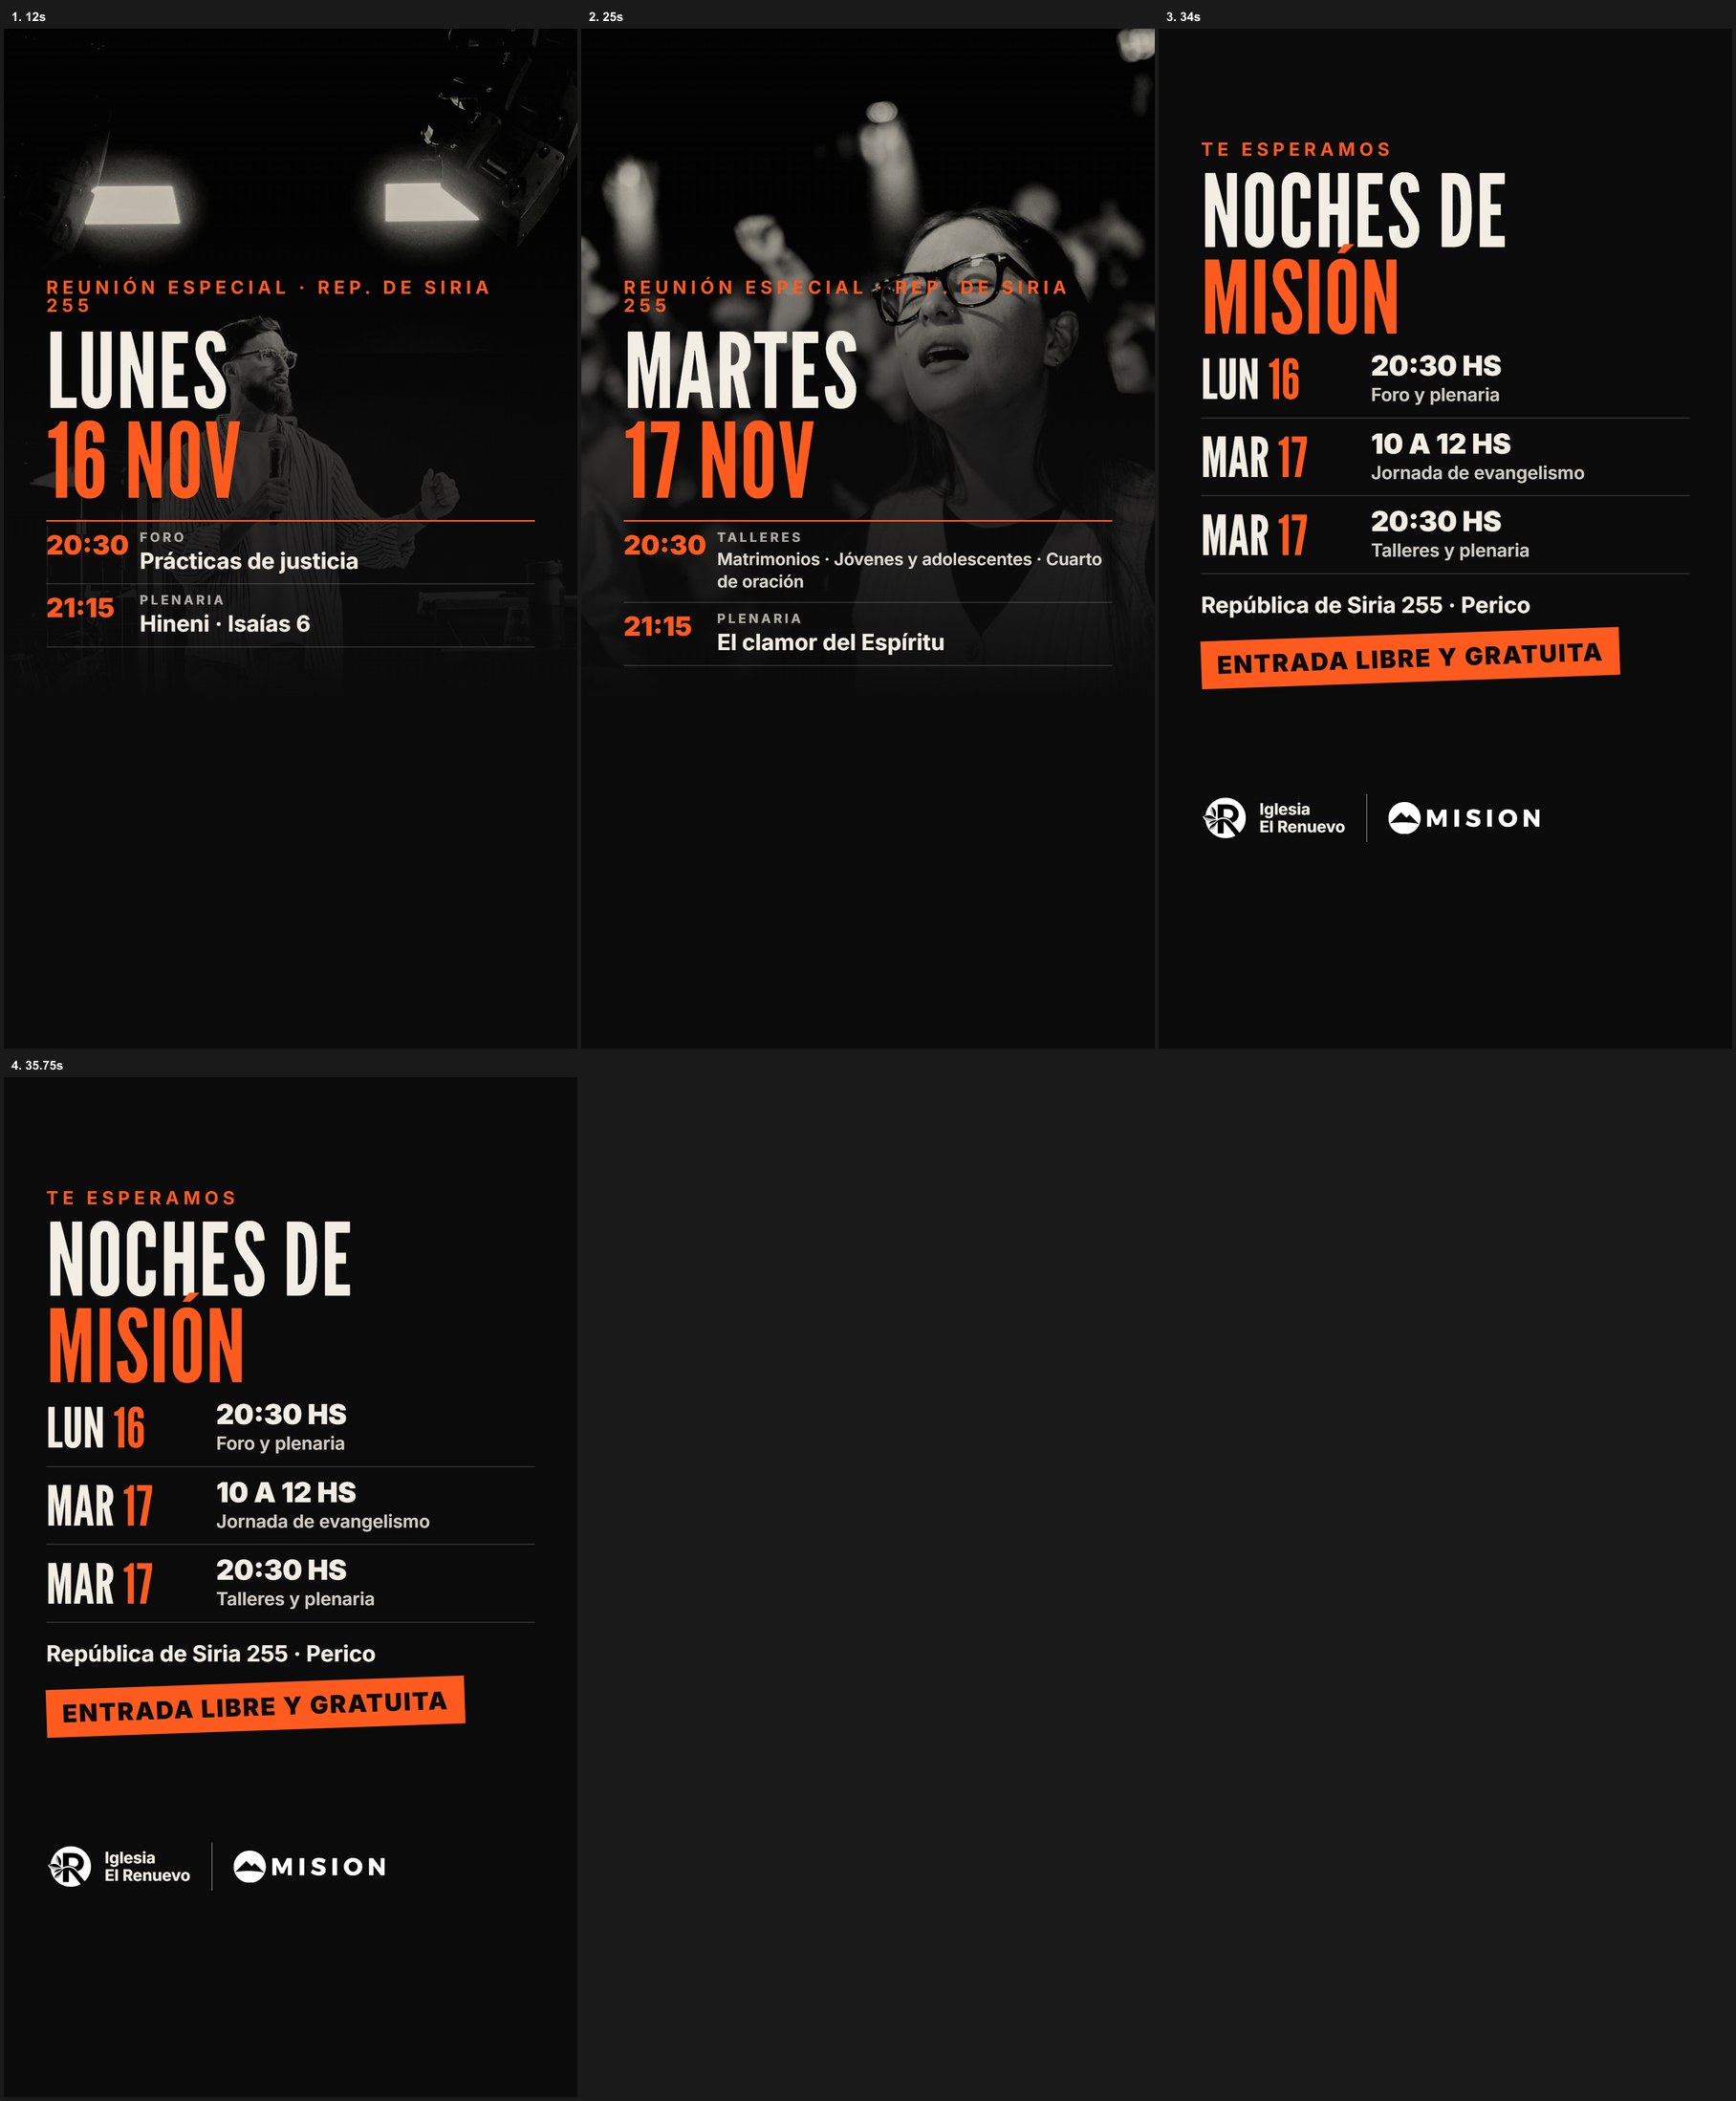 1. 12s
REUNIÓN ESPECIAL · REP. DE SIRIA
255
LUNES
16 NOV
20:30 FORO
Prácticas de justicia
21:15 PLENARIA
Hineni · Isaías 6
2. 25s
REUNIÓN ESPECIAL · REP. DE SIRIA
255
MARTES
17 NOV
20:30 TALLERES
Matrimonios · Jóvenes y adolescentes · Cuarto
de oración
21:15 PLENARIA
El clamor del Espíritu
3. 34s
TE ESPERAMOS
NOCHES DE
MISIÓN
LUN 16 20:30 HS
Foro y plenaria
MAR 17 10 A 12 HS
Jornada de evangelismo
MAR 17 20:30 HS
Talleres y plenaria
República de Siria 255 · Perico
ENTRADA LIBRE Y GRATUITA
R Iglesia
El Renuevo
MISION
4. 35.75s
TE ESPERAMOS
NOCHES DE
MISIÓN
LUN 16 20:30 HS
Foro y plenaria
MAR 17 10 A 12 HS
Jornada de evangelismo
MAR 17 20:30 HS
Talleres y plenaria
República de Siria 255 · Perico
ENTRADA LIBRE Y GRATUITA
R Iglesia
El Renuevo
MISION